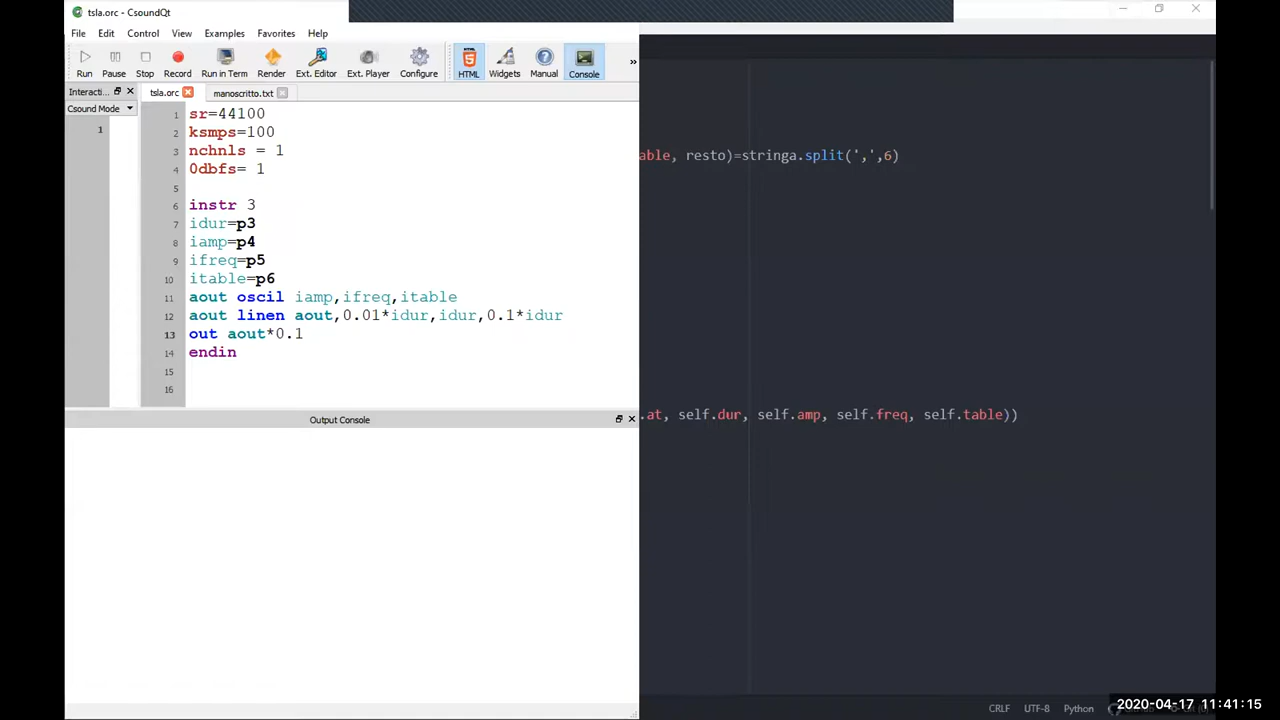 tsla.orc - CsoundQt
File Edit Control View Examples Favorites Help
Run Pause Stop Record Run in Term Render Ext. Editor Ext. Player Configure HTML Widgets Manual Console »
Interacti... tsla.orc manoscritto.txt
Csound Mode
1
1 sr=44100
2 ksmps=100
3 nchnls = 1
4 0dbfs= 1
5
6 instr 3
7 idur=p3
8 iamp=p4
9 ifreq=p5
10 itable=p6
11 aout oscil iamp,ifreq,itable
12 aout linen aout,0.01*idur,idur,0.1*idur
13 out aout*0.1
14 endin
15
16
Output Console
able, resto)=stringa.split(',',6)
.at, self.dur, self.amp, self.freq, self.table))
CRLF UTF-8 Python
2020-04-17 11:41:15